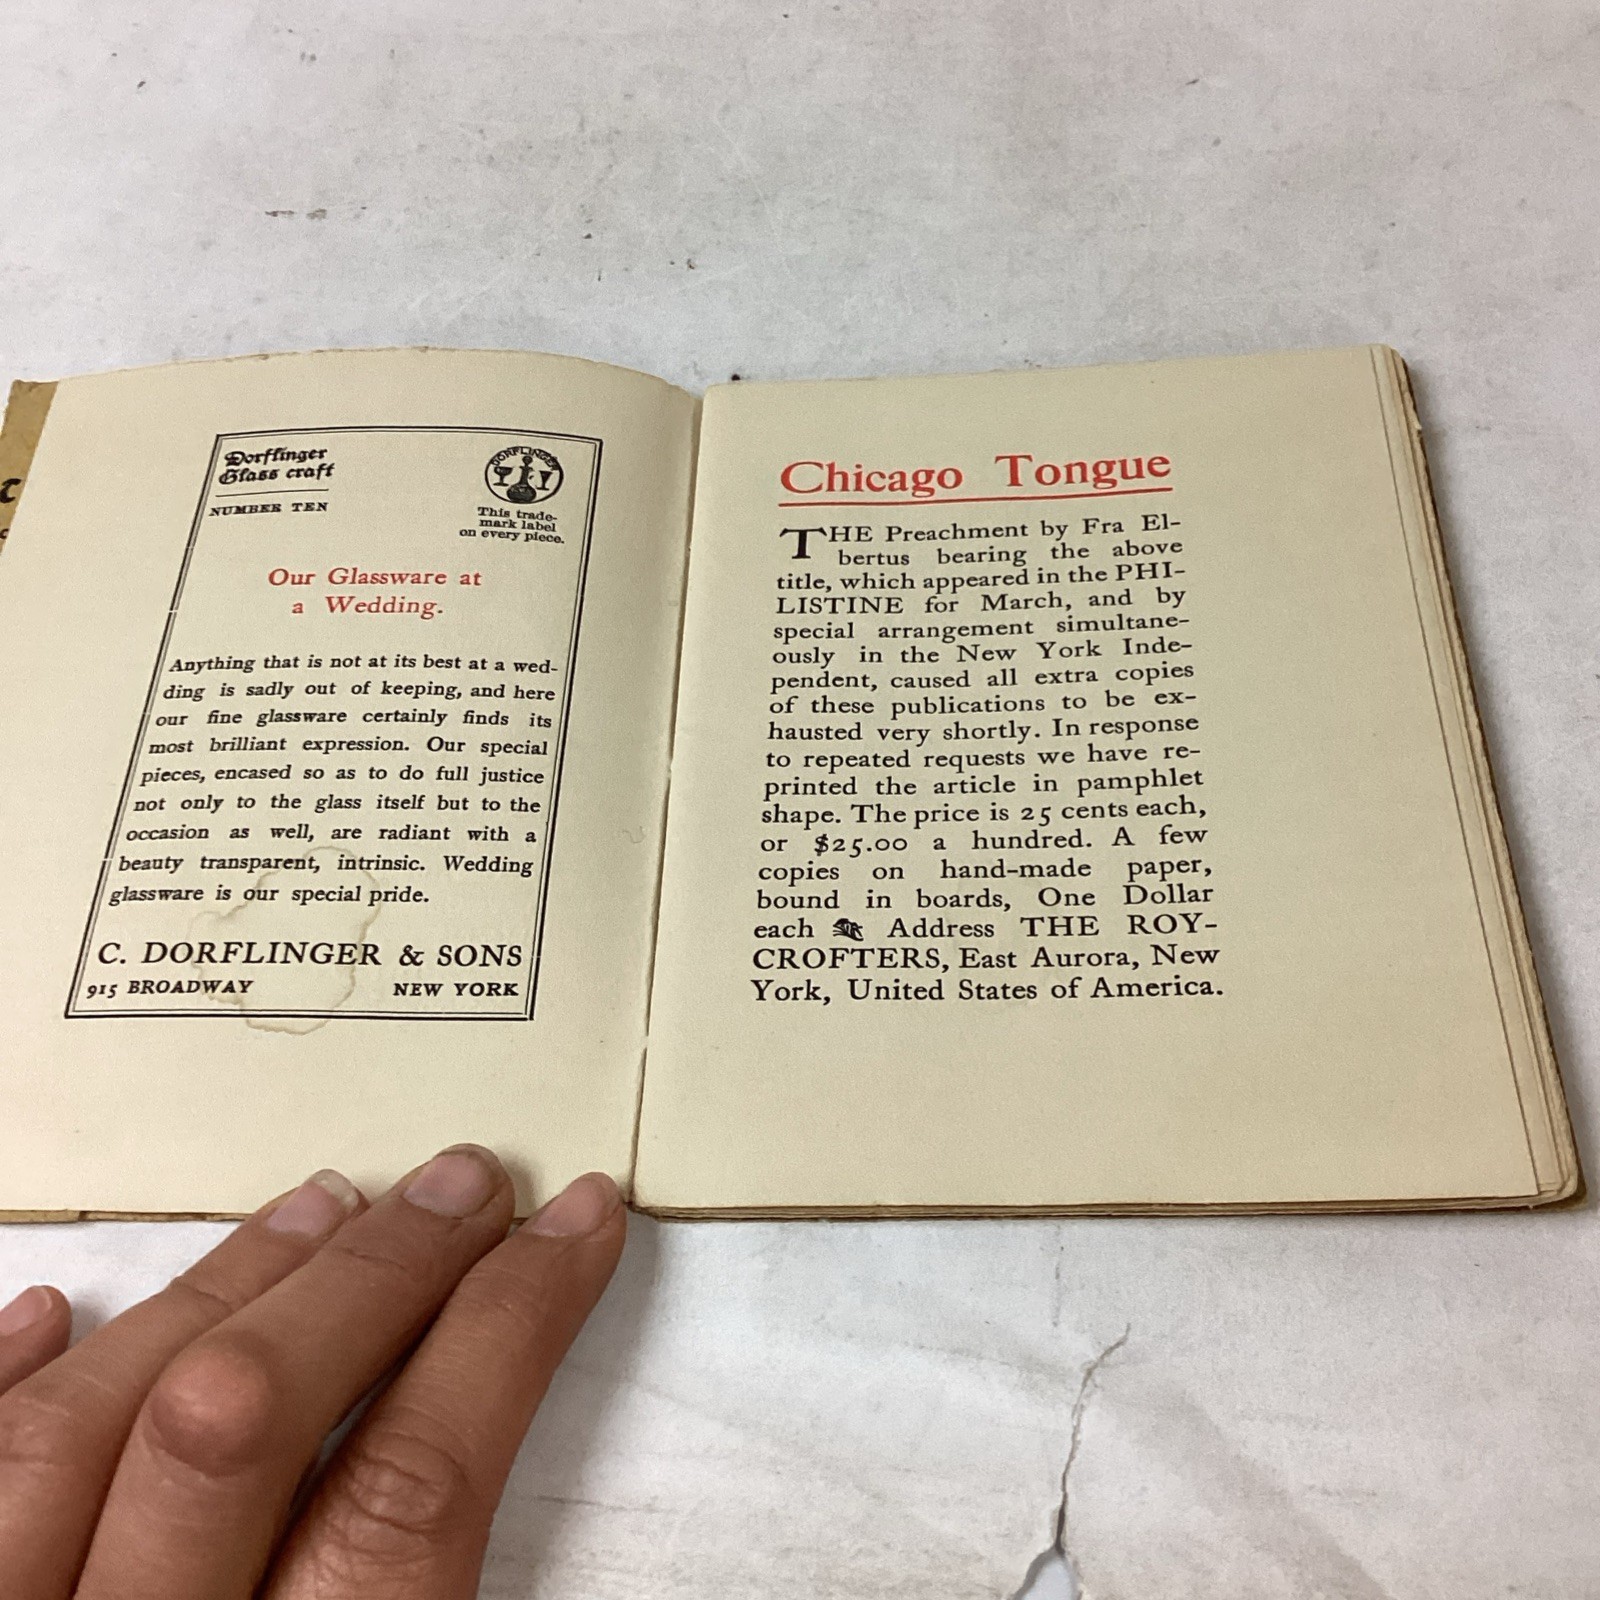 Dorflinger
Glass craft
NUMBER TEN
DORFLINGER
This trade-
mark label
on every piece.
Our Glassware at
a Wedding.
Anything that is not at its best at a wed-
ding is sadly out of keeping, and here
our fine glassware certainly finds its
most brilliant expression. Our special
pieces, encased so as to do full justice
not only to the glass itself but to the
occasion as well, are radiant with a
beauty transparent, intrinsic. Wedding
glassware is our special pride.
C. DORFLINGER & SONS
915 BROADWAY NEW YORK
Chicago Tongue
THE Preachment by Fra El-
bertus bearing the above
title, which appeared in the PHI-
LISTINE for March, and by
special arrangement simultane-
ously in the New York Inde-
pendent, caused all extra copies
of these publications to be ex-
hausted very shortly. In response
to repeated requests we have re-
printed the article in pamphlet
shape. The price is 25 cents each,
or $25.00 a hundred. A few
copies on hand-made paper,
bound in boards, One Dollar
each Address THE ROY-
CROFTERS, East Aurora, New
York, United States of America.